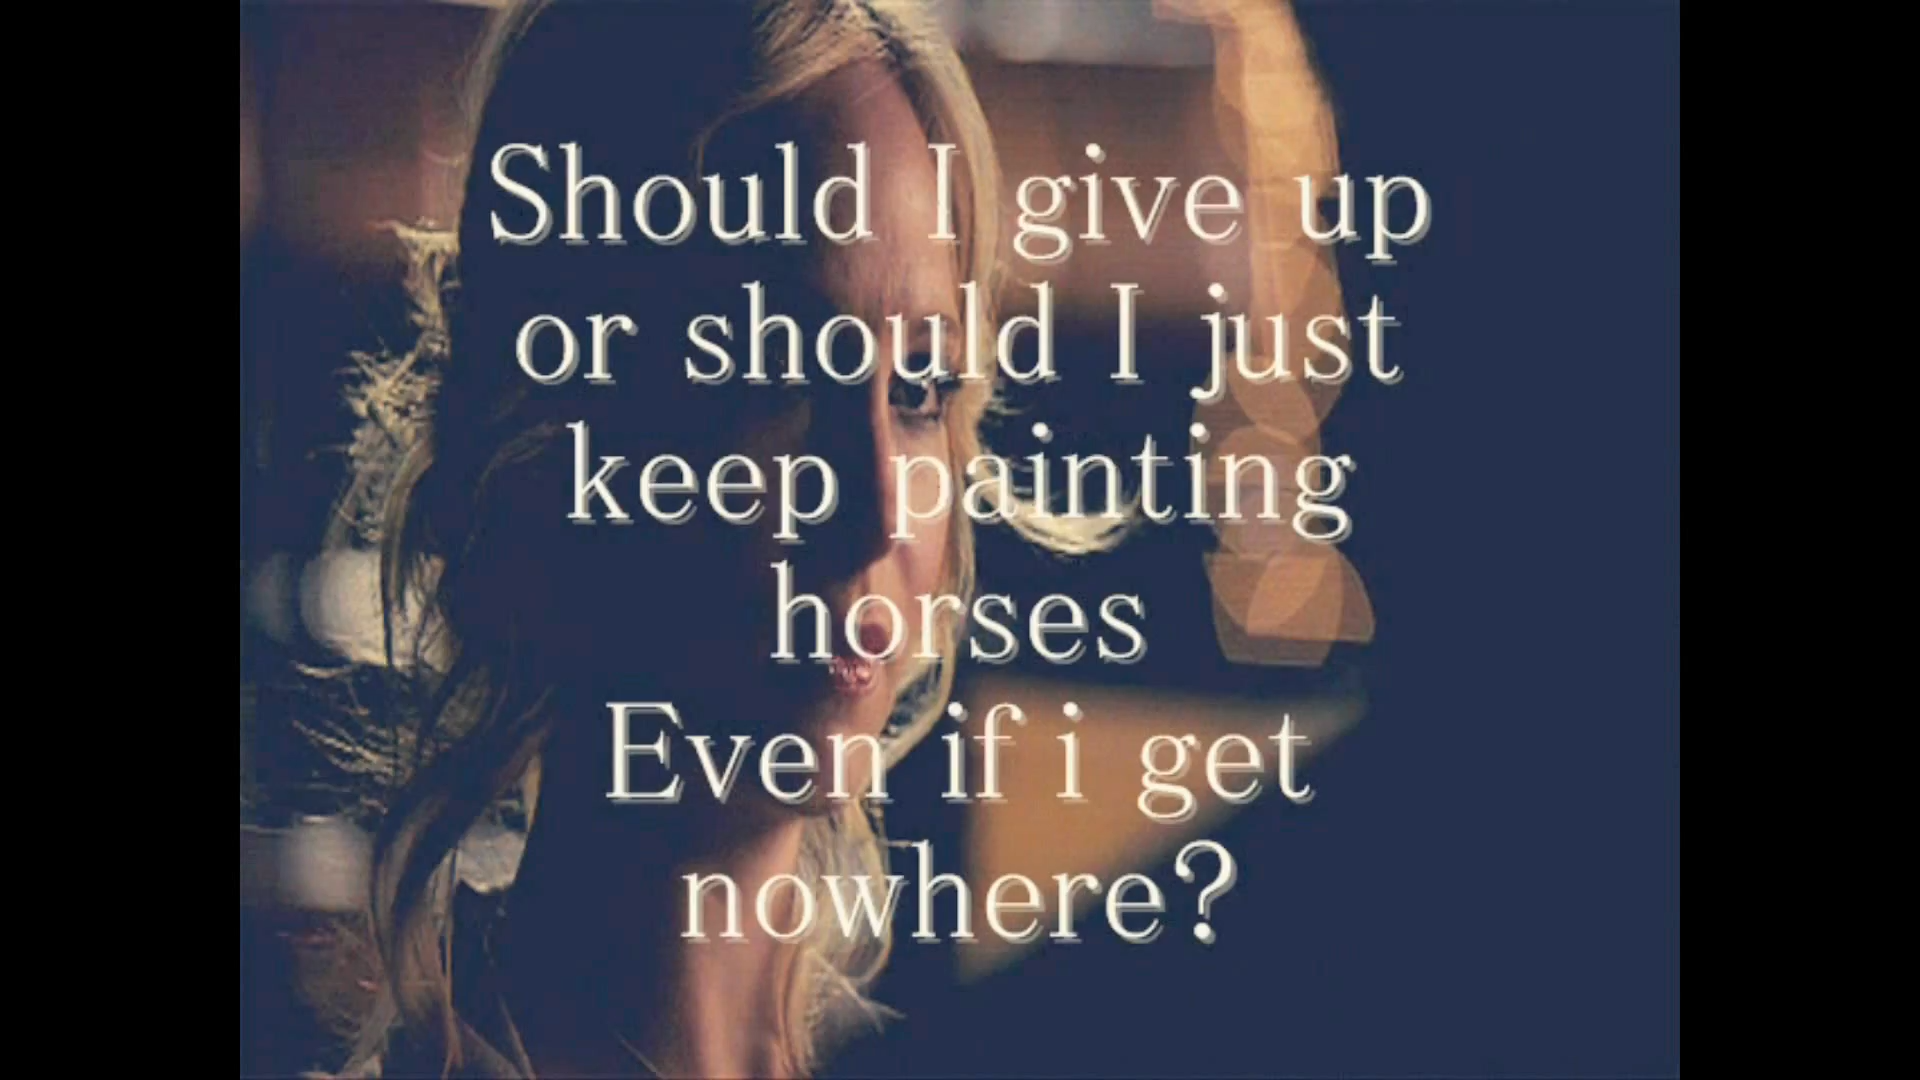 Should I give up
or should I just
keep painting
horses
Even if i get
nowhere?